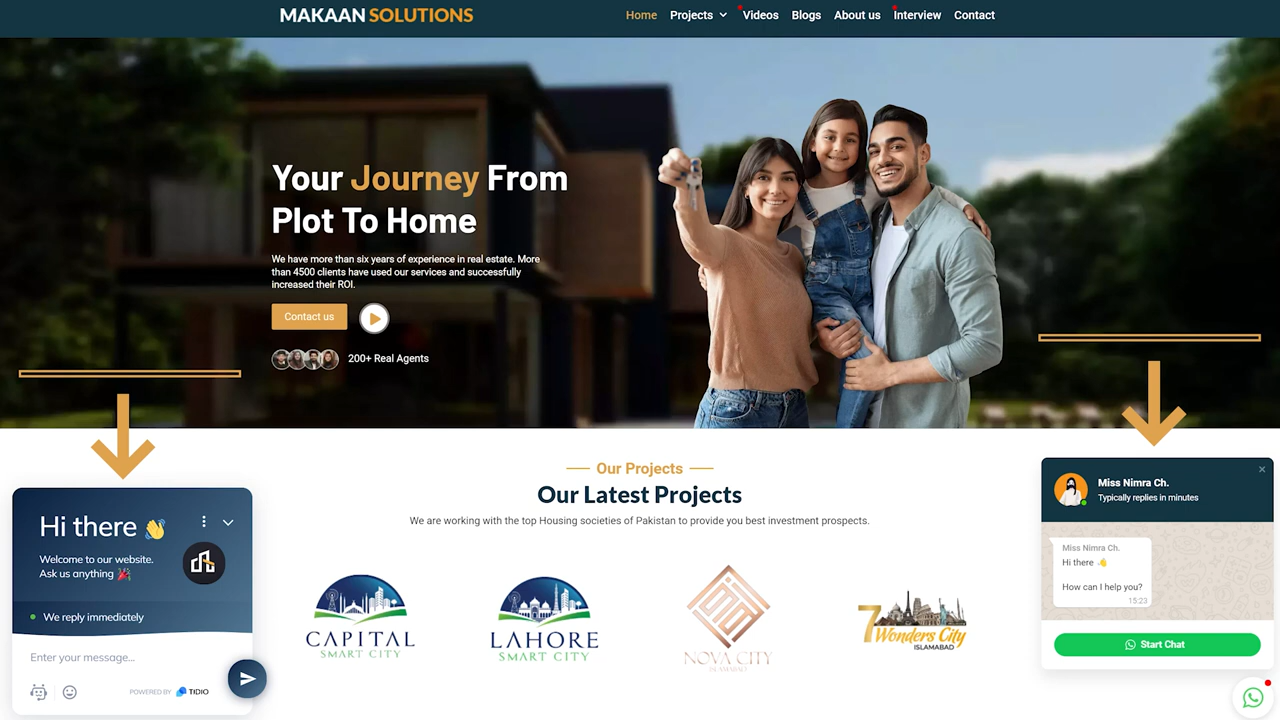 MAKAAN SOLUTIONS
Home Projects Videos Blogs About us Interview Contact
Your Journey From
Plot To Home
We have more than six years of experience in real estate. More
than 4500 clients have used our services and successfully
increased their ROI.
Contact us
200+ Real Agents
Our Projects
Our Latest Projects
We are working with the top Housing societies of Pakistan to provide you best investment prospects.
CAPITAL
SMART CITY
LAHORE
SMART CITY
NOVA CITY
ISLAMABAD
7 Wonders City
ISLAMABAD
Hi there 👋
Welcome to our website.
Ask us anything 🎉
We reply immediately
Enter your message...
POWERED BY TIDIO
Miss Nimra Ch.
Typically replies in minutes
Miss Nimra Ch.
Hi there 👋
How can I help you?
15:23
Start Chat